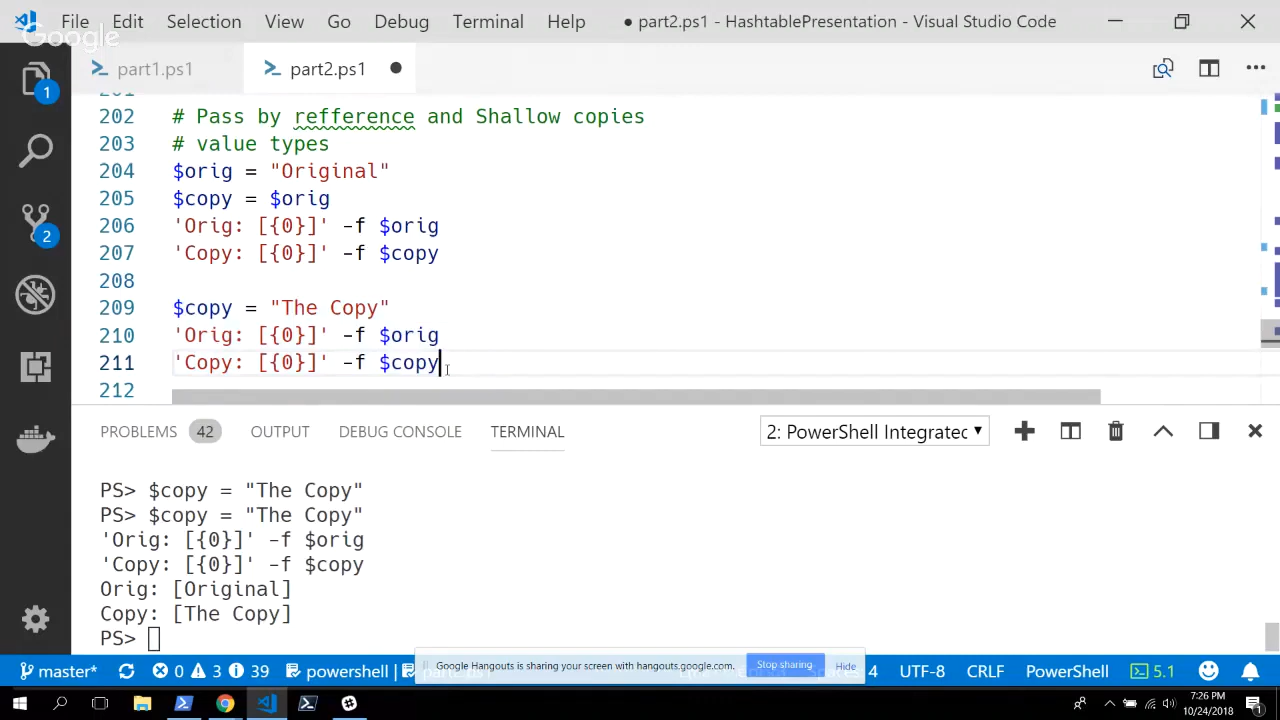 File Edit Selection View Go Debug Terminal Help ● part2.ps1 - HashtablePresentation - Visual Studio Code
Google
part1.ps1 part2.ps1
1
202 # Pass by refference and Shallow copies
203 # value types
204 $orig = "Original"
205 $copy = $orig
206 'Orig: [{0}]' -f $orig
2
207 'Copy: [{0}]' -f $copy
208
209 $copy = "The Copy"
210 'Orig: [{0}]' -f $orig
211 'Copy: [{0}]' -f $copy
212
PROBLEMS 42 OUTPUT DEBUG CONSOLE TERMINAL 2: PowerShell Integratec
PS> $copy = "The Copy"
PS> $copy = "The Copy"
'Orig: [{0}]' -f $orig
'Copy: [{0}]' -f $copy
Orig: [Original]
Copy: [The Copy]
PS>
master* 0 3 39 powershell Google Hangouts is sharing your screen with hangouts.google.com. Stop sharing Hide 4 UTF-8 CRLF PowerShell 5.1
7:26 PM
10/24/2018 1